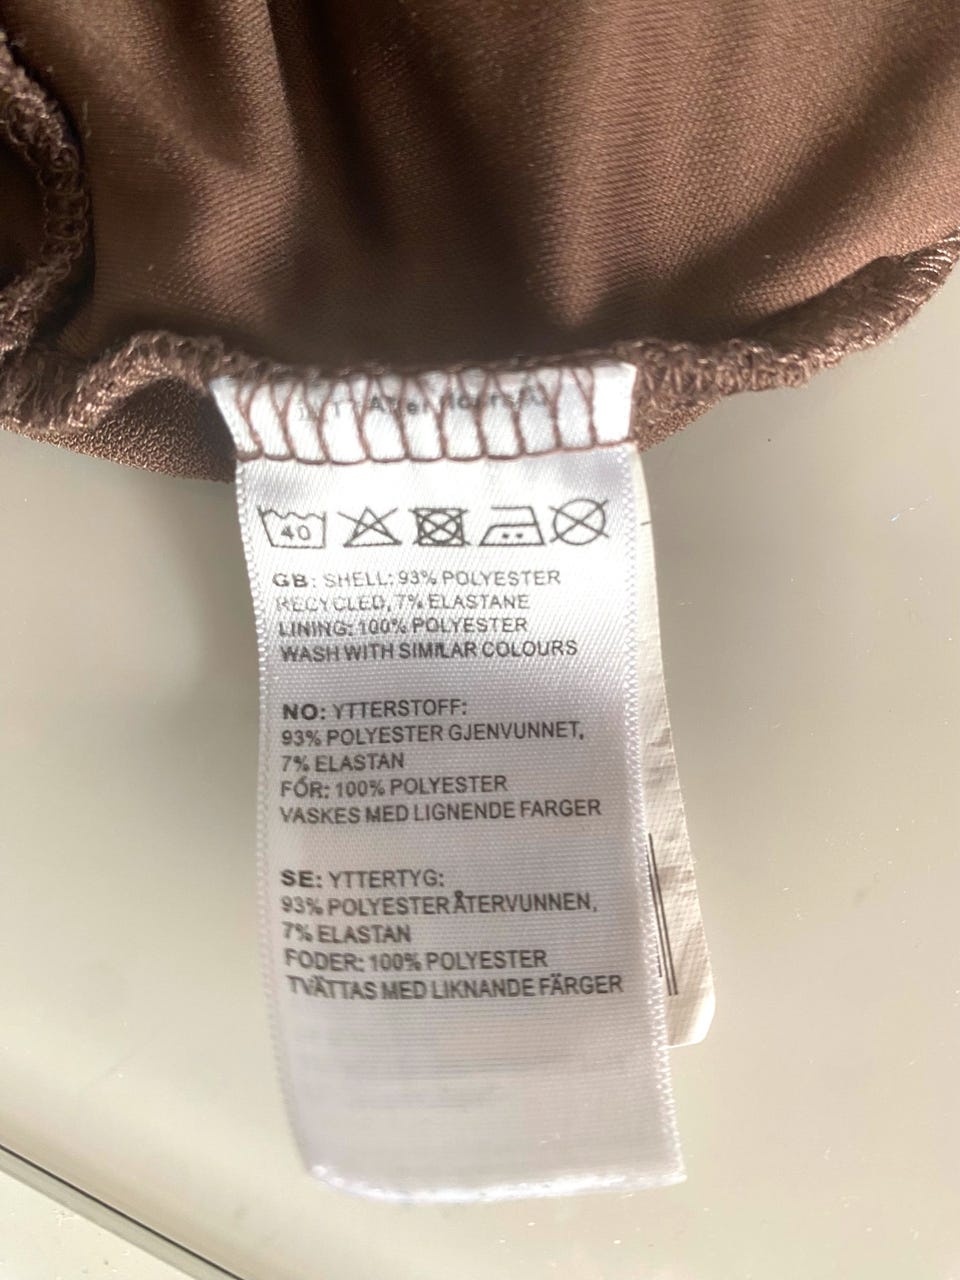 40
GB: SHELL: 93% POLYESTER
RECYCLED, 7% ELASTANE
LINING: 100% POLYESTER
WASH WITH SIMILAR COLOURS
NO: YTTERSTOFF:
93% POLYESTER GJENVUNNET,
7% ELASTAN
FÓR: 100% POLYESTER
VASKES MED LIGNENDE FARGER
SE: YTTERTYG:
93% POLYESTER ÅTERVUNNEN,
7% ELASTAN
FODER: 100% POLYESTER
TVÄTTAS MED LIKNANDE FÄRGER